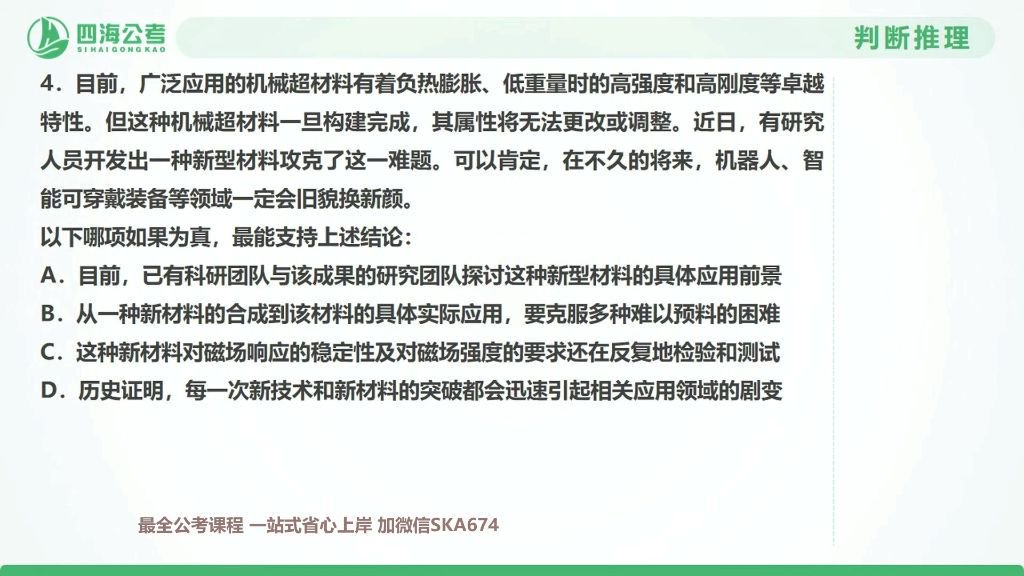 四海公考
SIHAIGONGKAO
判断推理
4．目前，广泛应用的机械超材料有着负热膨胀、低重量时的高强度和高刚度等卓越
特性。但这种机械超材料一旦构建完成，其属性将无法更改或调整。近日，有研究
人员开发出一种新型材料攻克了这一难题。可以肯定，在不久的将来，机器人、智
能可穿戴装备等领域一定会旧貌换新颜。
以下哪项如果为真，最能支持上述结论：
A．目前，已有科研团队与该成果的研究团队探讨这种新型材料的具体应用前景
B．从一种新材料的合成到该材料的具体实际应用，要克服多种难以预料的困难
C．这种新材料对磁场响应的稳定性及对磁场强度的要求还在反复地检验和测试
D．历史证明，每一次新技术和新材料的突破都会迅速引起相关应用领域的剧变
最全公考课程 一站式省心上岸 加微信SKA674